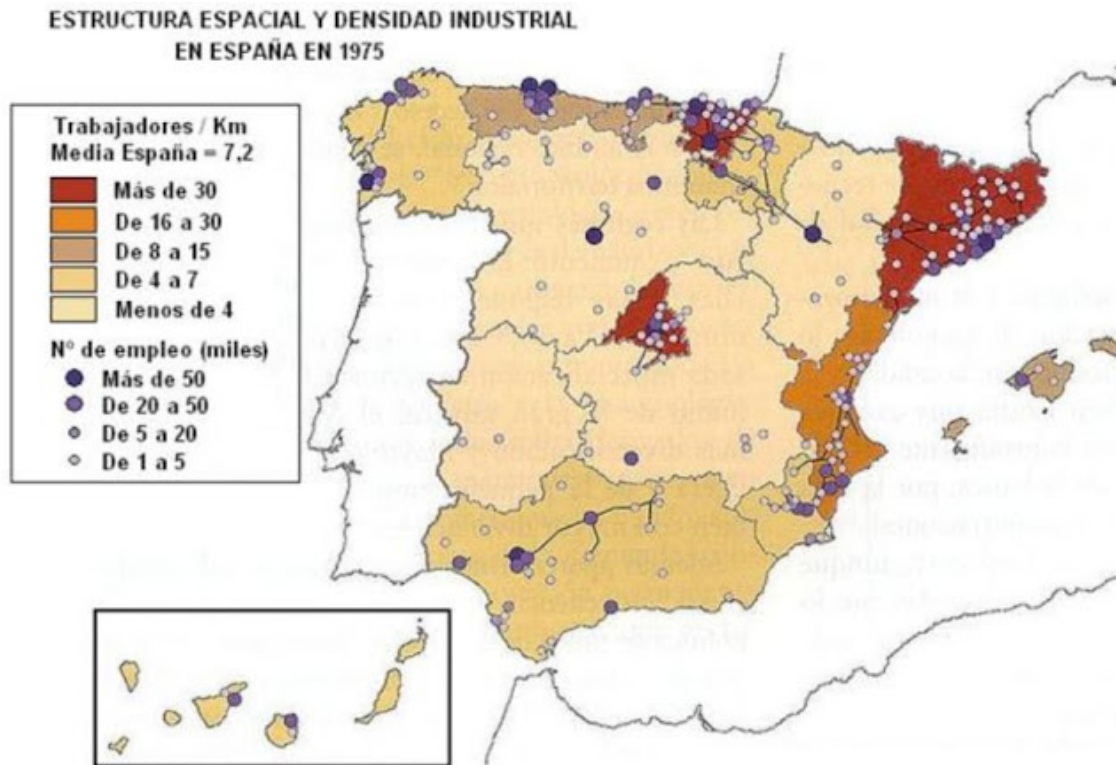 ESTRUCTURA ESPACIAL Y DENSIDAD INDUSTRIAL
EN ESPAÑA EN 1975
Trabajadores / Km
Media España = 7,2
Más de 30
De 16 a 30
De 8 a 15
De 4 a 7
Menos de 4
Nº de empleo (miles)
Más de 50
De 20 a 50
De 5 a 20
De 1 a 5